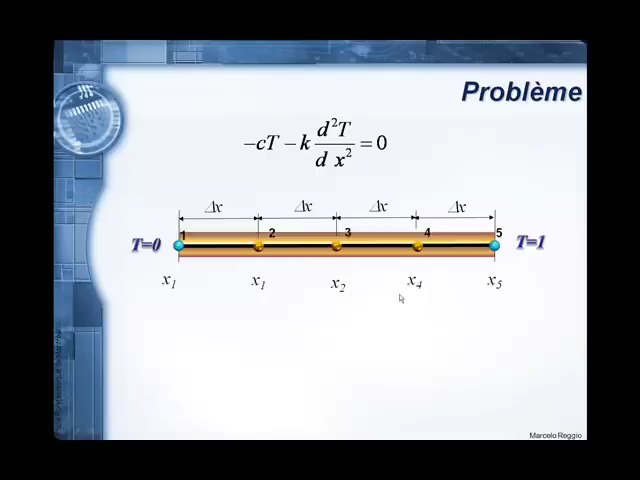 Problème
−cT − k d²T/d x² = 0
Δx Δx Δx Δx
1 2 3 4 5
T=0 T=1
x₁ x₁ x₂ x₄ x₅
Marcelo Reggio